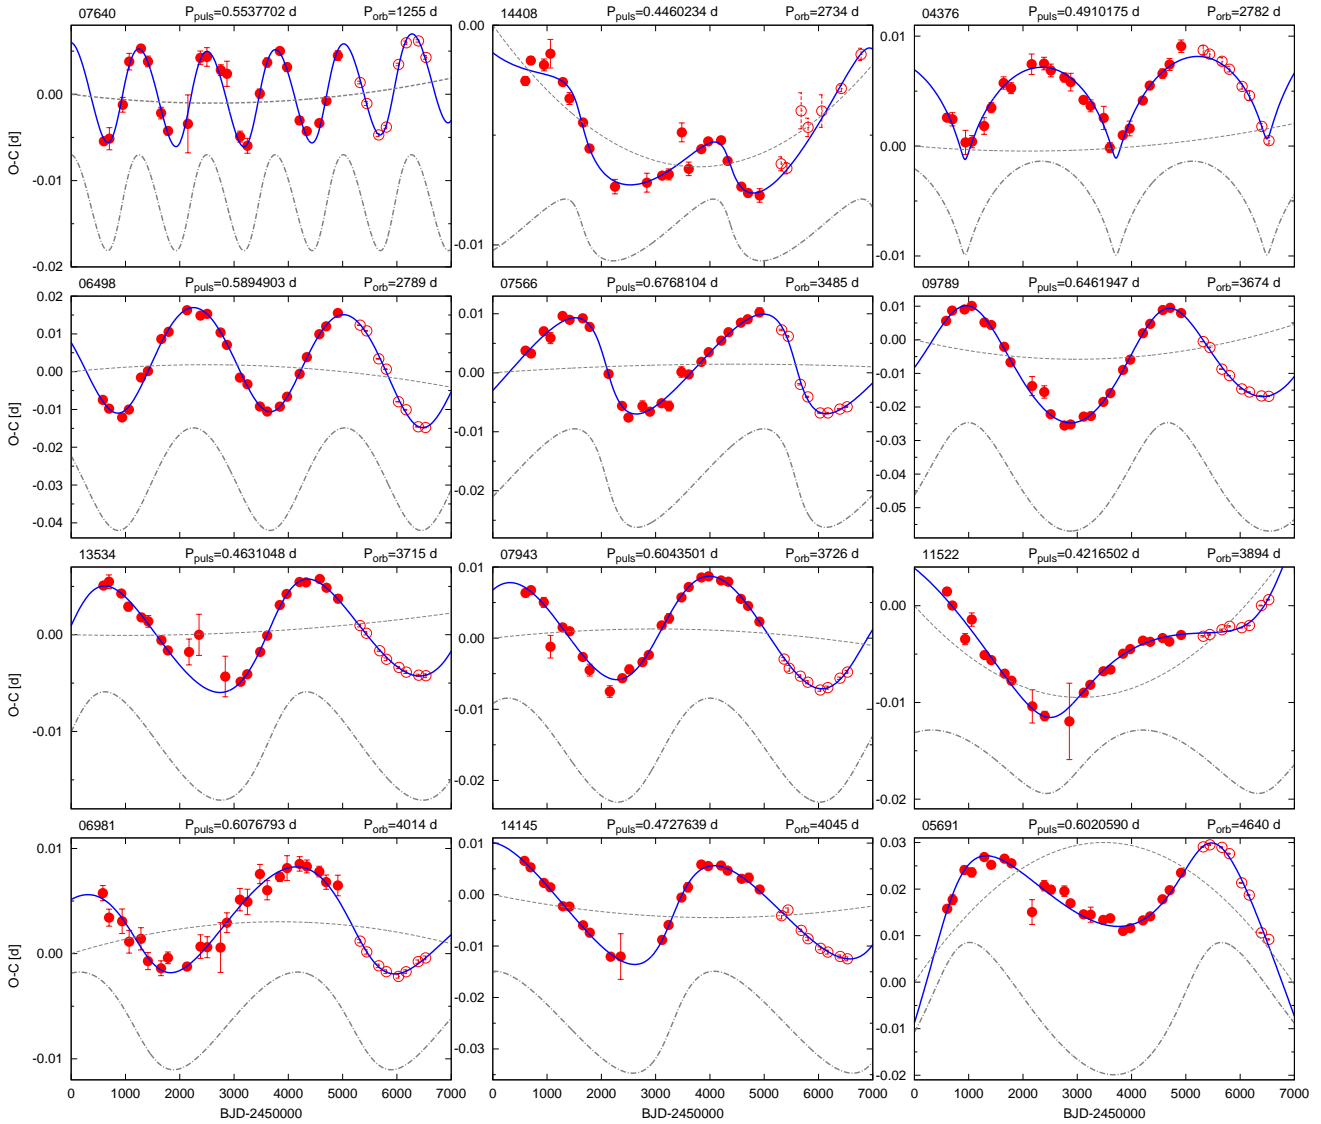 07640 P_puls=0.5537702 d P_orb=1255 d
14408 P_puls=0.4460234 d P_orb=2734 d
04376 P_puls=0.4910175 d P_orb=2782 d
0.00
-0.01
-0.02
O-C [d]
0.00
-0.01
0.01
0.00
-0.01
06498 P_puls=0.5894903 d P_orb=2789 d
07566 P_puls=0.6768104 d P_orb=3485 d
09789 P_puls=0.6461947 d P_orb=3674 d
0.02
0.01
0.00
-0.01
-0.02
-0.03
-0.04
O-C [d]
0.01
0.00
-0.01
-0.02
0.01
0.00
-0.01
-0.02
-0.03
-0.04
-0.05
13534 P_puls=0.4631048 d P_orb=3715 d
07943 P_puls=0.6043501 d P_orb=3726 d
11522 P_puls=0.4216502 d P_orb=3894 d
0.00
-0.01
O-C [d]
0.01
0.00
-0.01
-0.02
0.00
-0.01
-0.02
06981 P_puls=0.6076793 d P_orb=4014 d
14145 P_puls=0.4727639 d P_orb=4045 d
05691 P_puls=0.6020590 d P_orb=4640 d
0.01
0.00
-0.01
O-C [d]
0.01
0.00
-0.01
-0.02
-0.03
0.03
0.02
0.01
0.00
-0.01
-0.02
0 1000 2000 3000 4000 5000 6000 7000
0 1000 2000 3000 4000 5000 6000 7000
0 1000 2000 3000 4000 5000 6000 7000
BJD-2450000
BJD-2450000
BJD-2450000